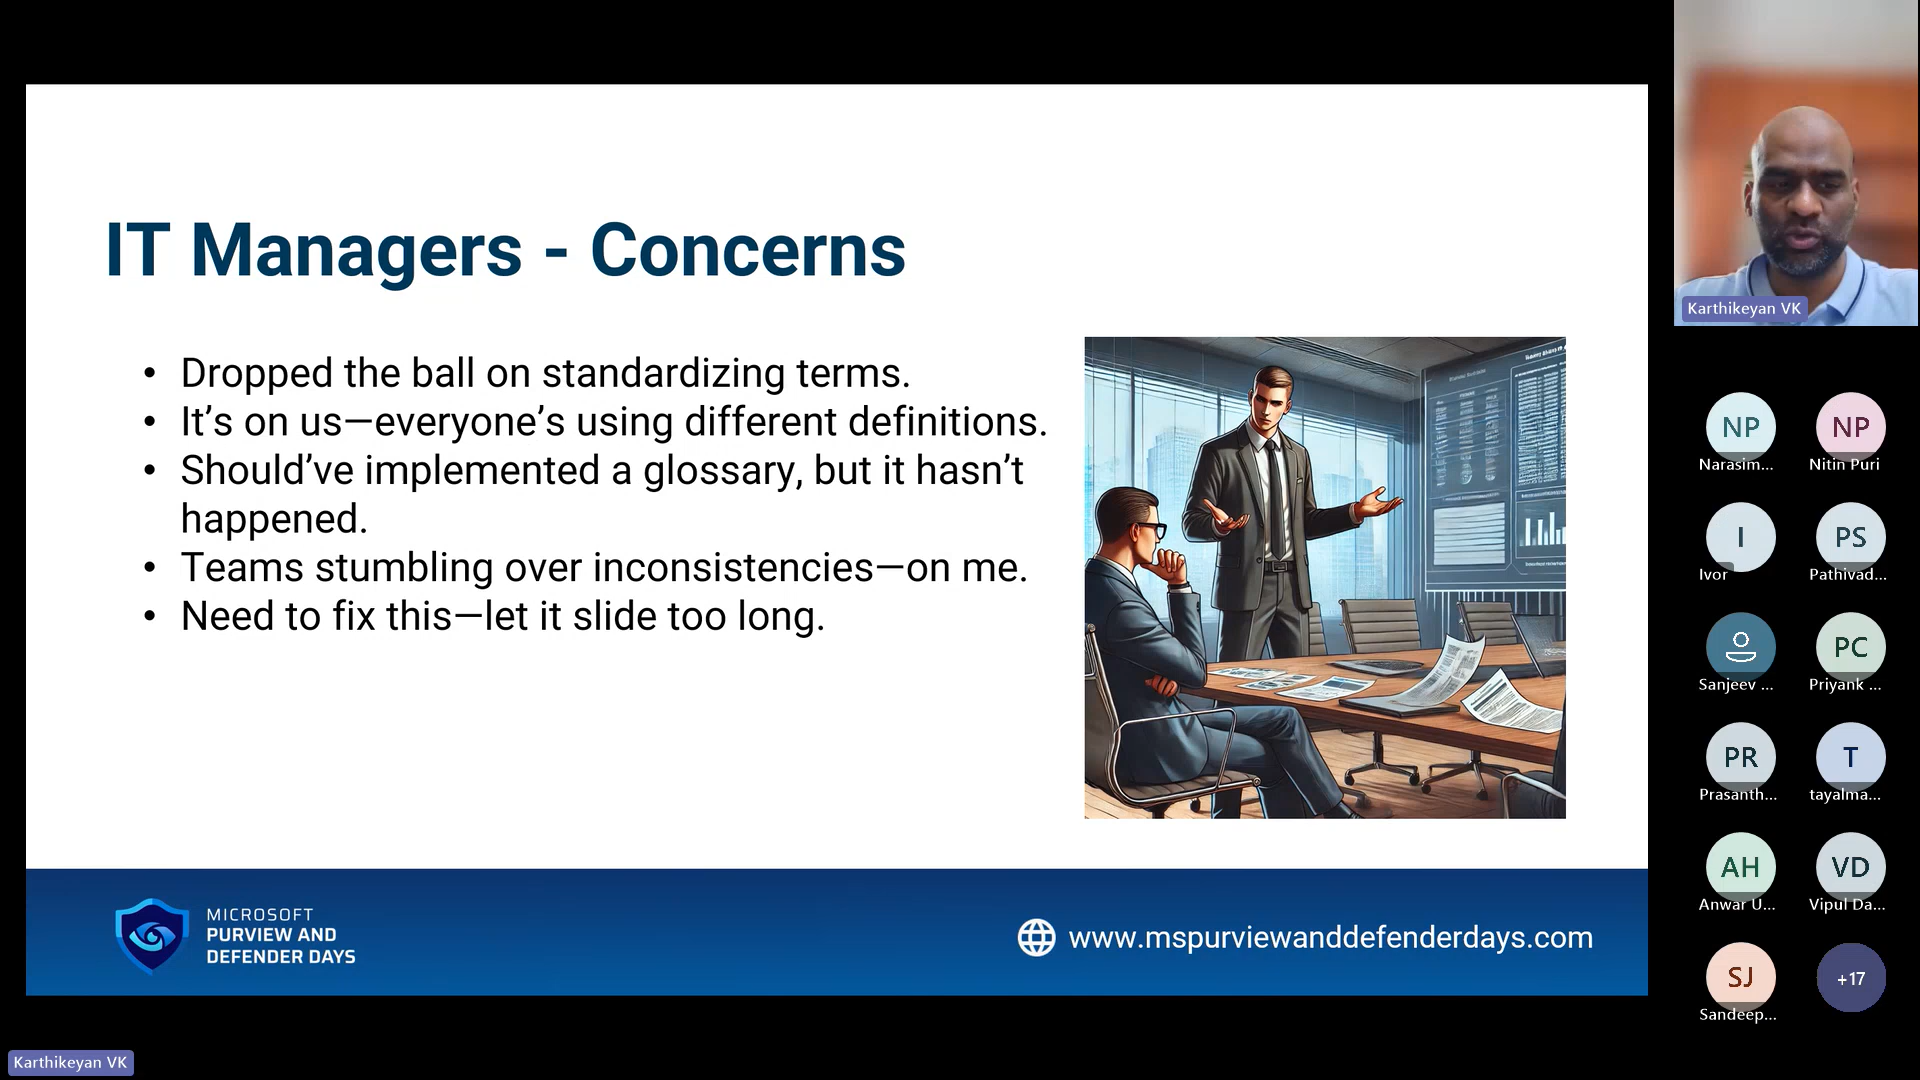 IT Managers - Concerns
• Dropped the ball on standardizing terms.
• It’s on us—everyone’s using different definitions.
• Should’ve implemented a glossary, but it hasn’t
happened.
• Teams stumbling over inconsistencies—on me.
• Need to fix this—let it slide too long.
MICROSOFT
PURVIEW AND
DEFENDER DAYS
www.mspurviewanddefenderdays.com
Karthikeyan VK
NP
Narasim...
NP
Nitin Puri
I
Ivor
PS
Pathivad...
Sanjeev ...
PC
Priyank ...
PR
Prasanth...
T
tayalma...
AH
Anwar U...
VD
Vipul Da...
SJ
Sandeep...
+17
Karthikeyan VK